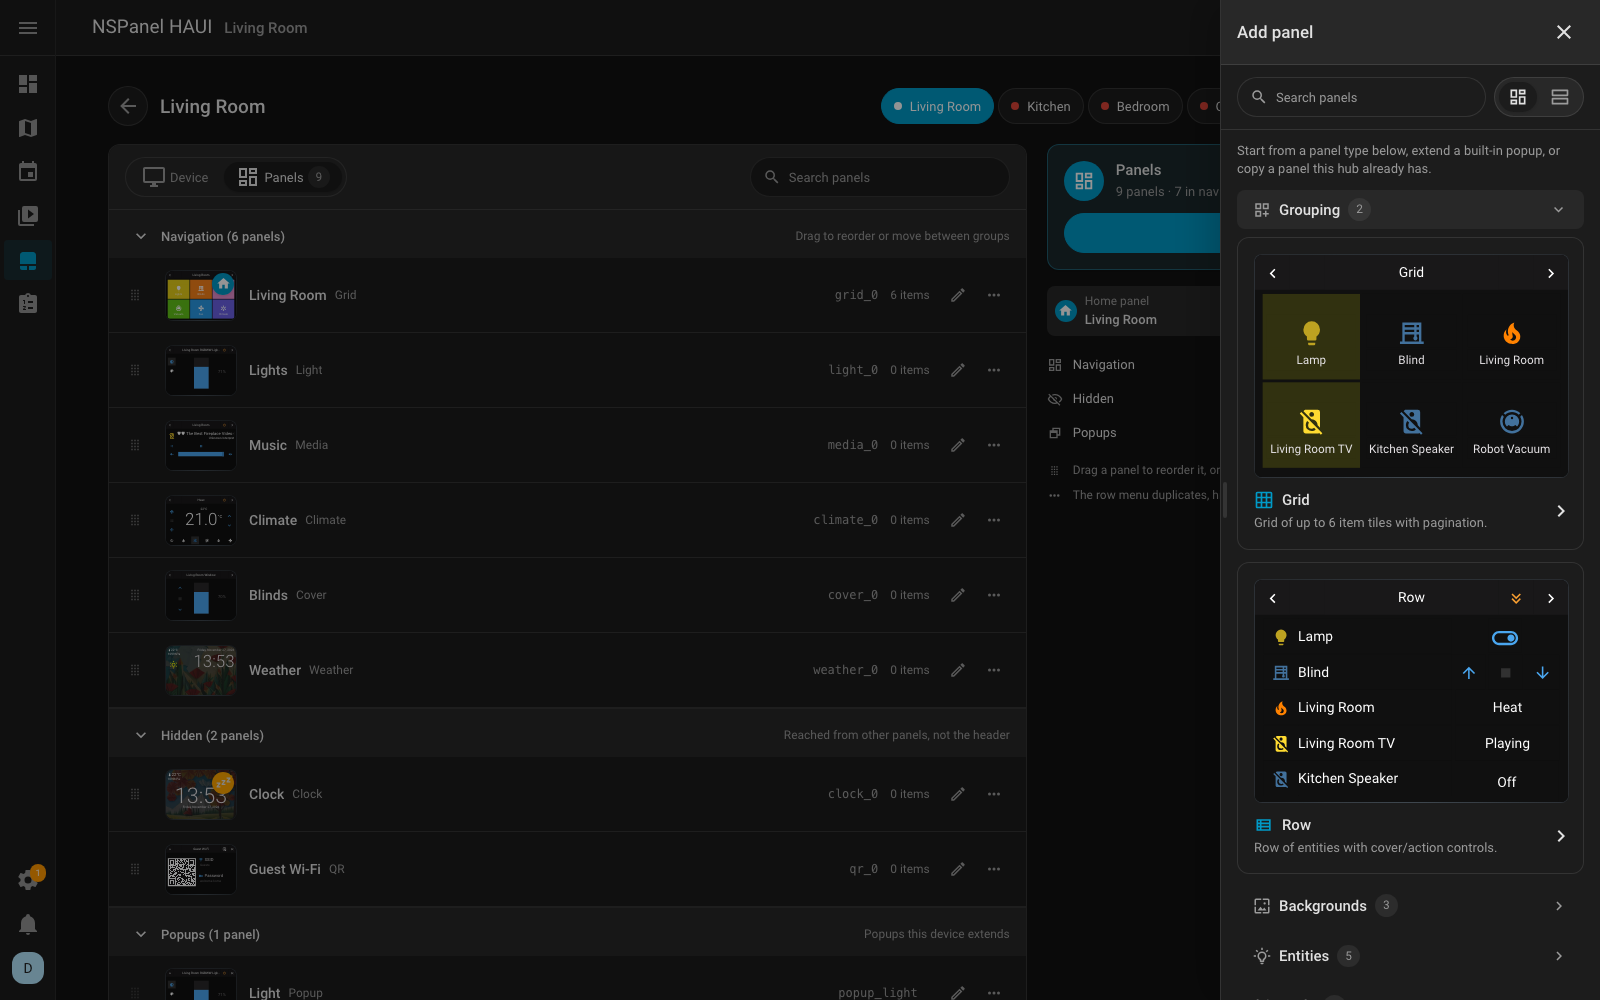 NSPanel HAUI Living Room
Add panel
Search panels
Start from a panel type below, extend a built-in popup, or
copy a panel this hub already has.
Grouping 2
Grid
Lamp Blind Living Room
Living Room TV Kitchen Speaker Robot Vacuum
Grid
Grid of up to 6 item tiles with pagination.
Row
Lamp
Blind
Living Room Heat
Living Room TV Playing
Kitchen Speaker Off
Row
Row of entities with cover/action controls.
Backgrounds 3
Entities 5
Living Room
Living Room Kitchen Bedroom
Device Panels 9
Search panels
Navigation (6 panels) Drag to reorder or move between groups
Living Room Grid grid_0 6 items
Lights Light light_0 0 items
Music Media media_0 0 items
Climate Climate climate_0 0 items
21.0
Blinds Cover cover_0 0 items
Weather Weather weather_0 0 items
13:53
Hidden (2 panels) Reached from other panels, not the header
Clock Clock clock_0 0 items
13:53
Guest Wi-Fi QR qr_0 0 items
Popups (1 panel) Popups this device extends
Light Popup popup_light 0 items
Panels
9 panels · 7 in nav
Home panel
Living Room
Navigation
Hidden
Popups
Drag a panel to reorder it, or
The row menu duplicates, h
1
D